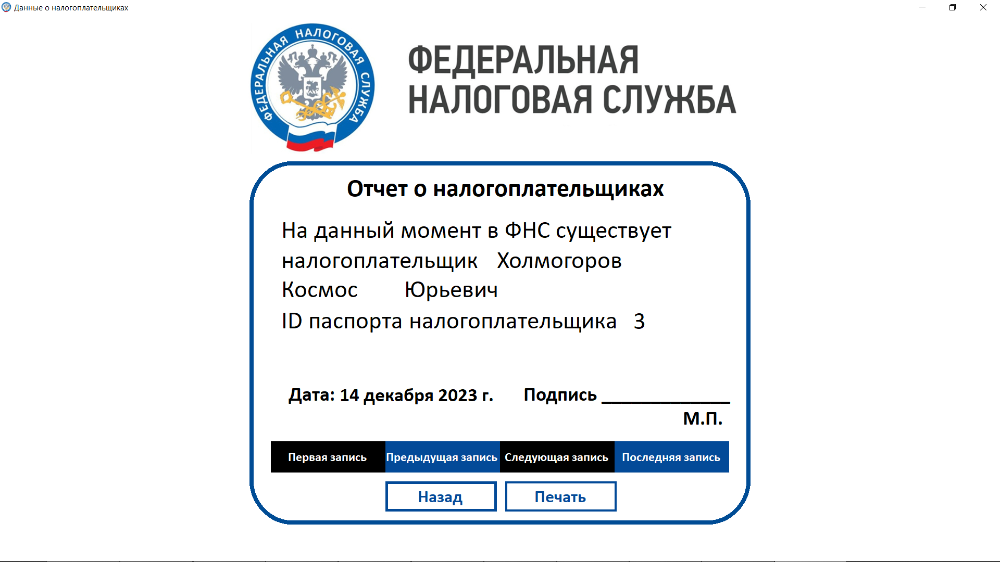 Данные о налогоплательщиках
ФЕДЕРАЛЬНАЯ НАЛОГОВАЯ СЛУЖБА
ФЕДЕРАЛЬНАЯ
НАЛОГОВАЯ СЛУЖБА
Отчет о налогоплательщиках
На данный момент в ФНС существует
налогоплательщик Холмогоров
Космос Юрьевич
ID паспорта налогоплательщика 3
Дата: 14 декабря 2023 г. Подпись _____________
М.П.
Первая запись Предыдущая запись Следующая запись Последняя запись
Назад Печать